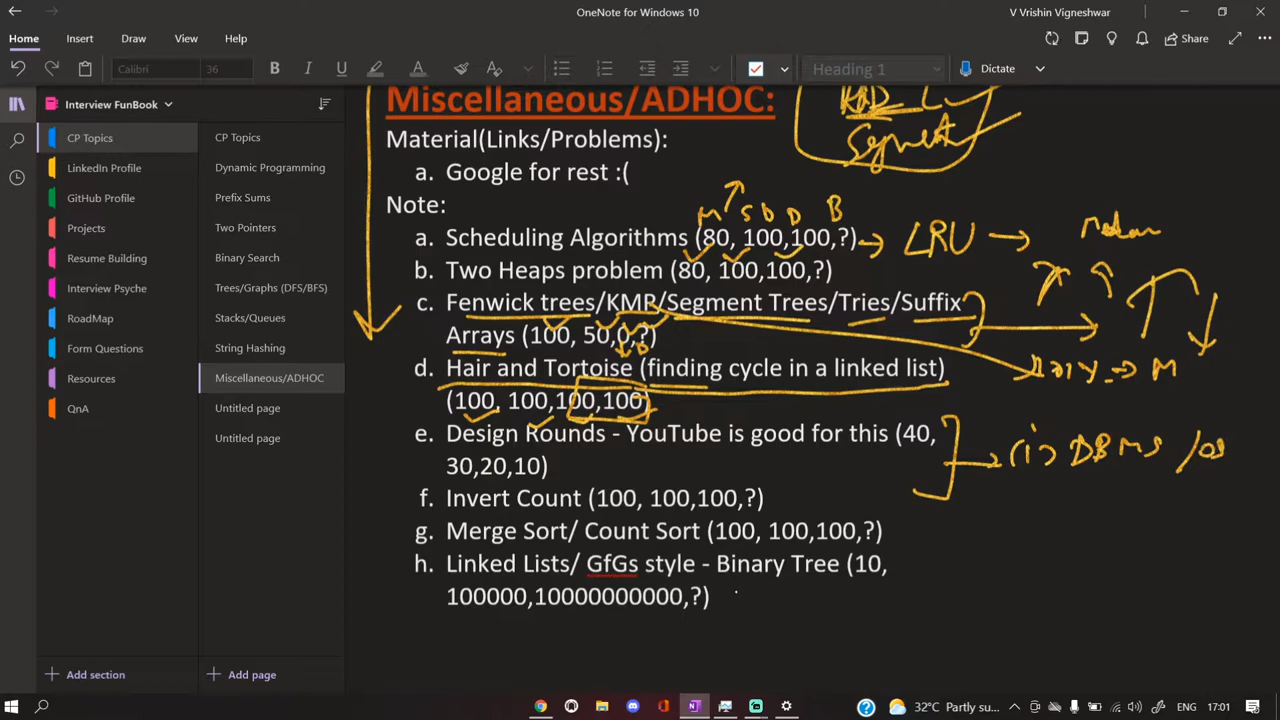 OneNote for Windows 10
V Vrishin Vigneshwar
Home Insert Draw View Help
Share
Calibri 36 B I U A
Heading 1
Dictate
Interview FunBook
CP Topics
LinkedIn Profile
GitHub Profile
Projects
Resume Building
Interview Psyche
RoadMap
Form Questions
Resources
QnA
Add section
CP Topics
Dynamic Programming
Prefix Sums
Two Pointers
Binary Search
Trees/Graphs (DFS/BFS)
Stacks/Queues
String Hashing
Miscellaneous/ADHOC
Untitled page
Untitled page
Add page
Miscellaneous/ADHOC:
Segment
Material(Links/Problems):
a. Google for rest :(
Note:
M S D D B
a. Scheduling Algorithms (80, 100,100,?) → LRU →
b. Two Heaps problem (80, 100,100,?)
c. Fenwick trees/KMP/Segment Trees/Tries/Suffix
Arrays (100, 50,0,?)
d. Hair and Tortoise (finding cycle in a linked list)
(100, 100,100,100)
e. Design Rounds - YouTube is good for this (40,
30,20,10)
(i) DBMS /OS
f. Invert Count (100, 100,100,?)
g. Merge Sort/ Count Sort (100, 100,100,?)
h. Linked Lists/ GfGs style - Binary Tree (10,
100000,10000000000,?)
32°C Partly su...
ENG 17:01